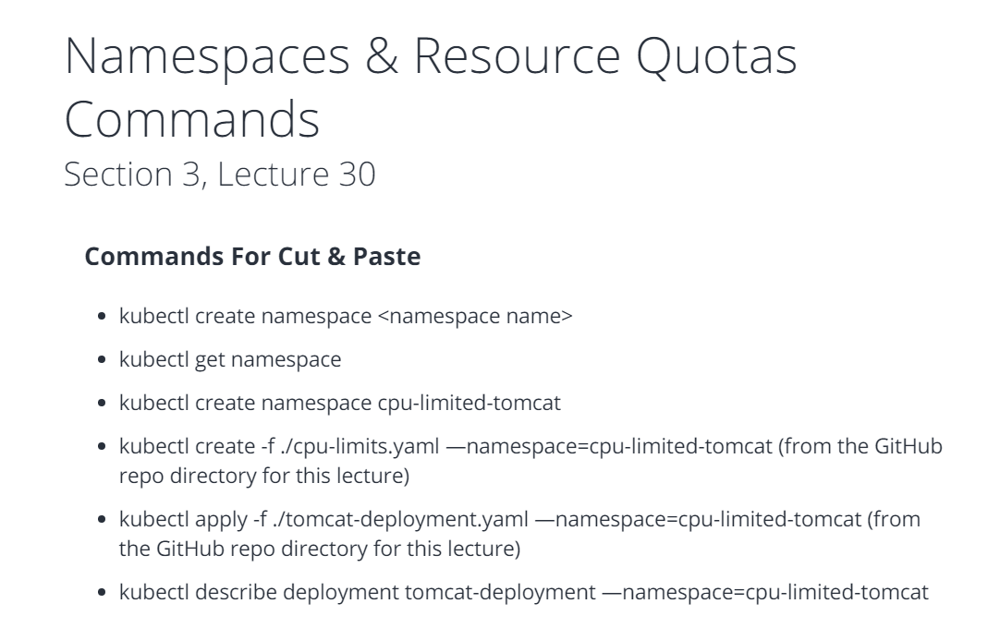 Namespaces & Resource Quotas
Commands
Section 3, Lecture 30
Commands For Cut & Paste
• kubectl create namespace <namespace name>
• kubectl get namespace
• kubectl create namespace cpu-limited-tomcat
• kubectl create -f ./cpu-limits.yaml —namespace=cpu-limited-tomcat (from the GitHub
repo directory for this lecture)
• kubectl apply -f ./tomcat-deployment.yaml —namespace=cpu-limited-tomcat (from
the GitHub repo directory for this lecture)
• kubectl describe deployment tomcat-deployment —namespace=cpu-limited-tomcat